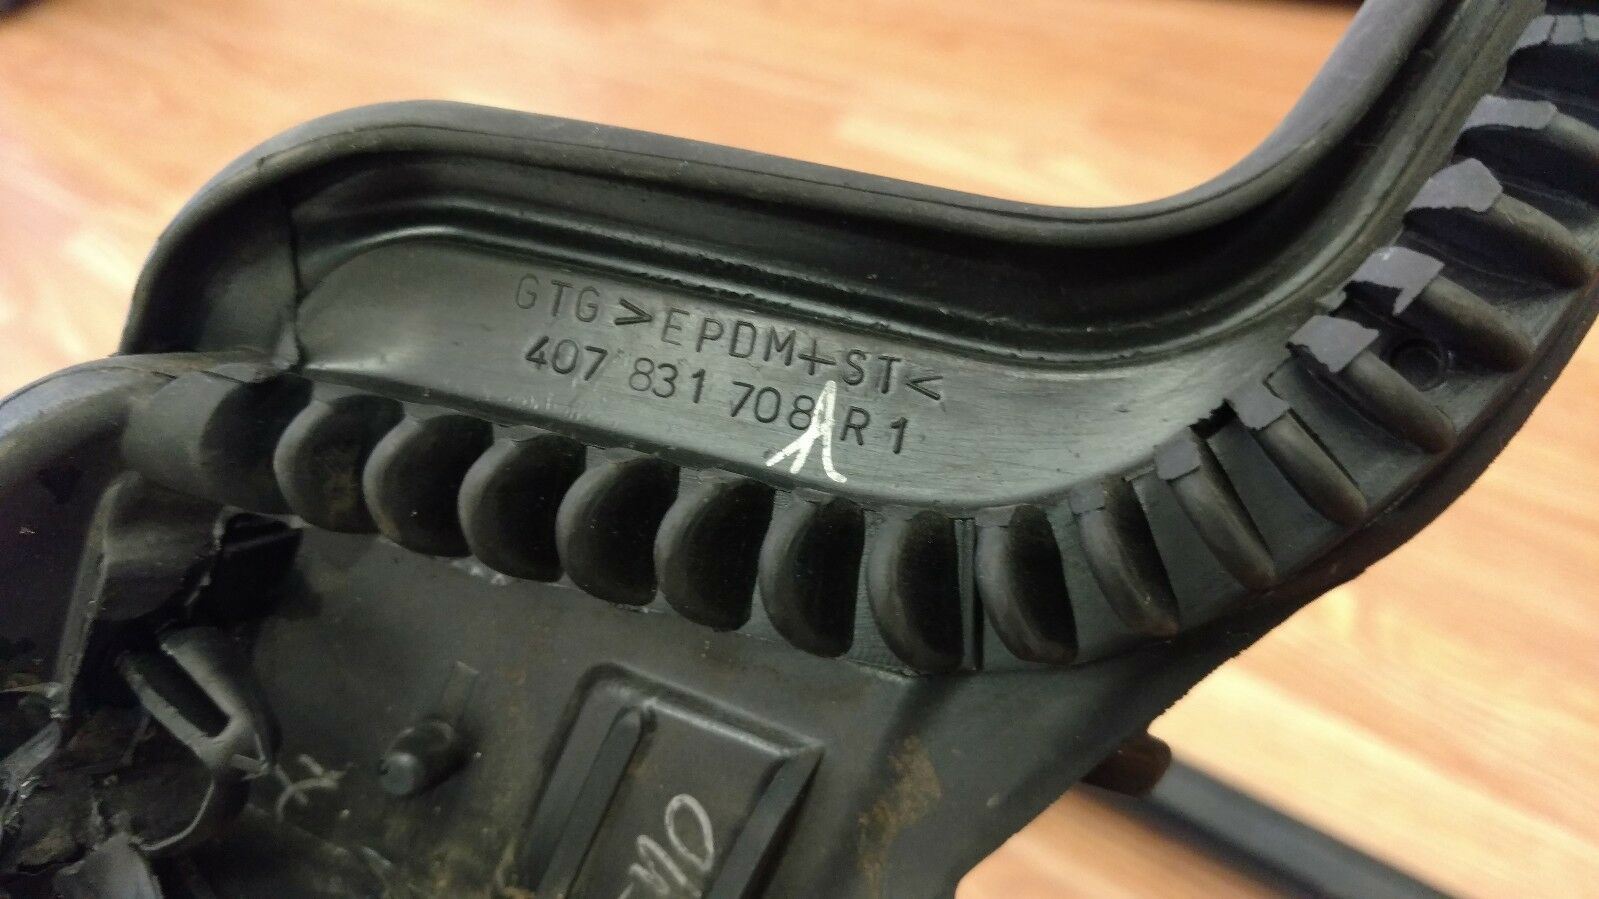 GTG >EPDM+ST<
407 831 708 R 1